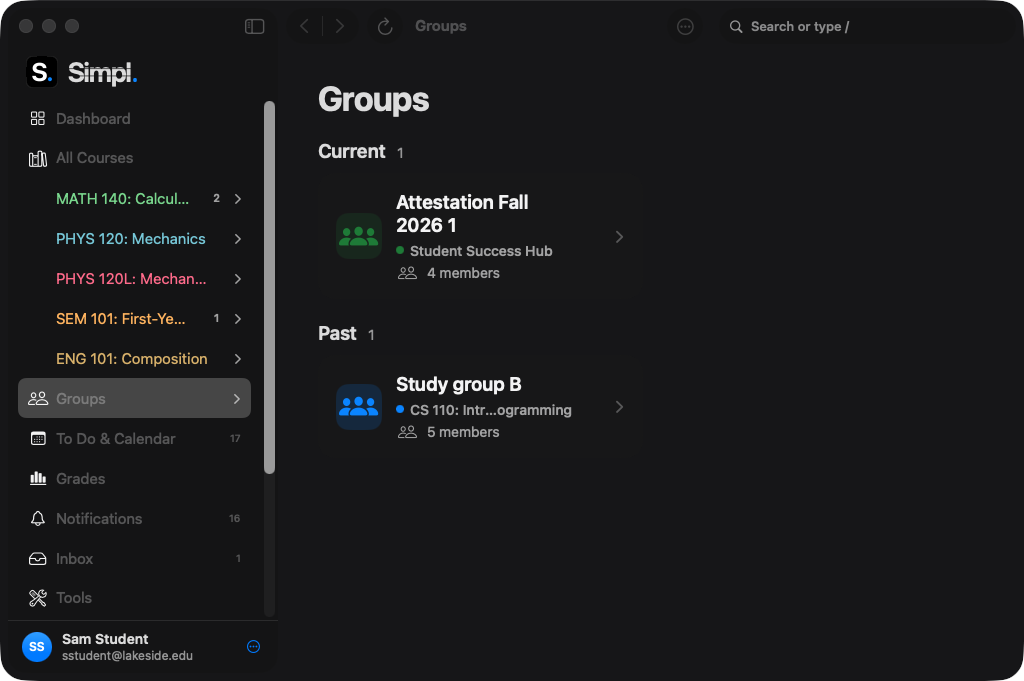 Groups
Search or type /
S.
Simpl.
Dashboard
All Courses
MATH 140: Calcul... 2
PHYS 120: Mechanics
PHYS 120L: Mechan...
SEM 101: First-Ye... 1
ENG 101: Composition
Groups
To Do & Calendar 17
Grades
Notifications 16
Inbox 1
Tools
SS
Sam Student
sstudent@lakeside.edu
Groups
Current 1
Attestation Fall
2026 1
Student Success Hub
4 members
Past 1
Study group B
CS 110: Intr...ogramming
5 members